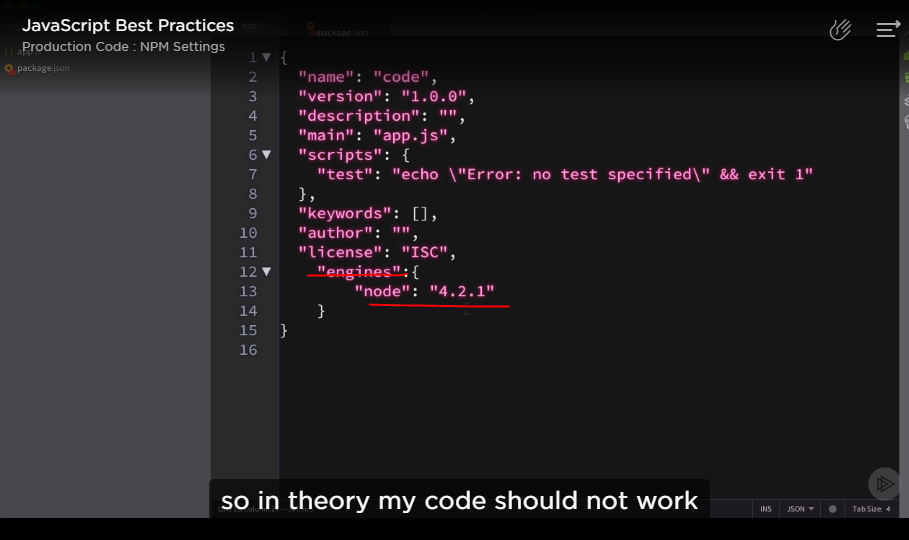 JavaScript Best Practices
Production Code : NPM Settings
app.js
package.json
package.json
1 {
2 "name": "code",
3 "version": "1.0.0",
4 "description": "",
5 "main": "app.js",
6 "scripts": {
7 "test": "echo \"Error: no test specified\" && exit 1"
8 },
9 "keywords": [],
10 "author": "",
11 "license": "ISC",
12 "engines":{
13 "node": "4.2.1"
14 }
15 }
16
so in theory my code should not work
INS JSON Tab Size: 4